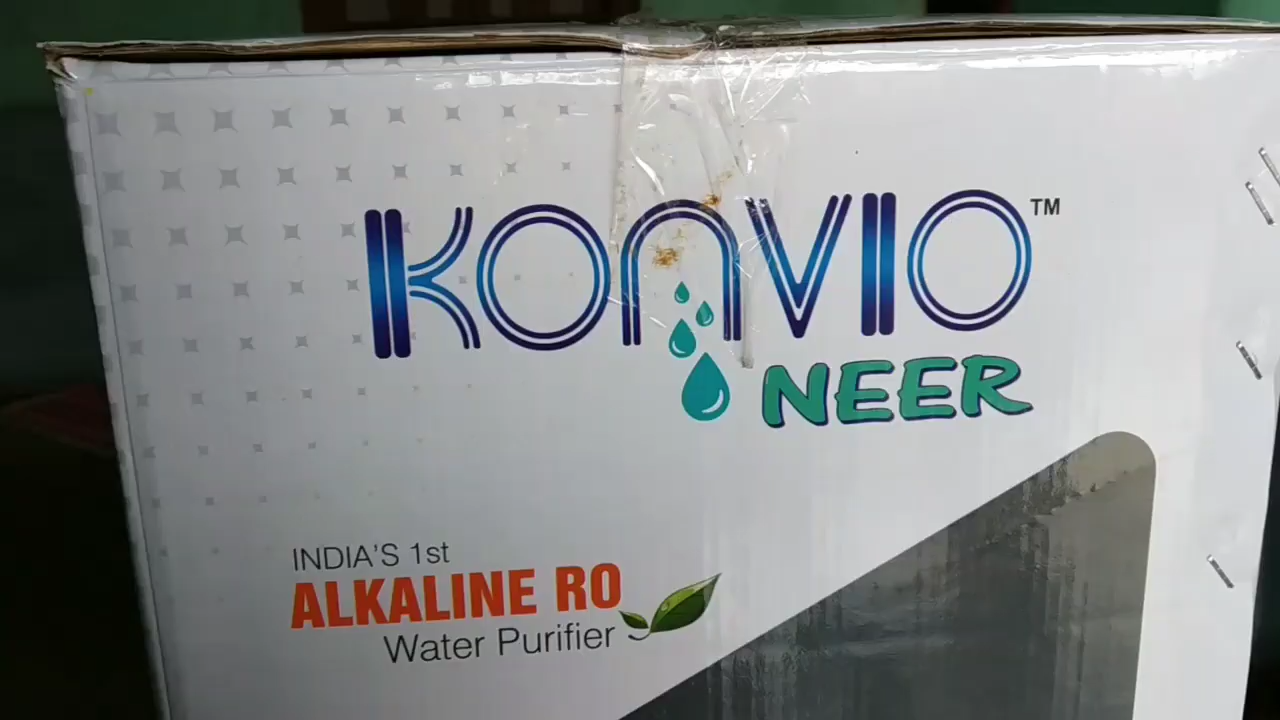 KONVIO™
NEER
INDIA'S 1st
ALKALINE RO
Water Purifier